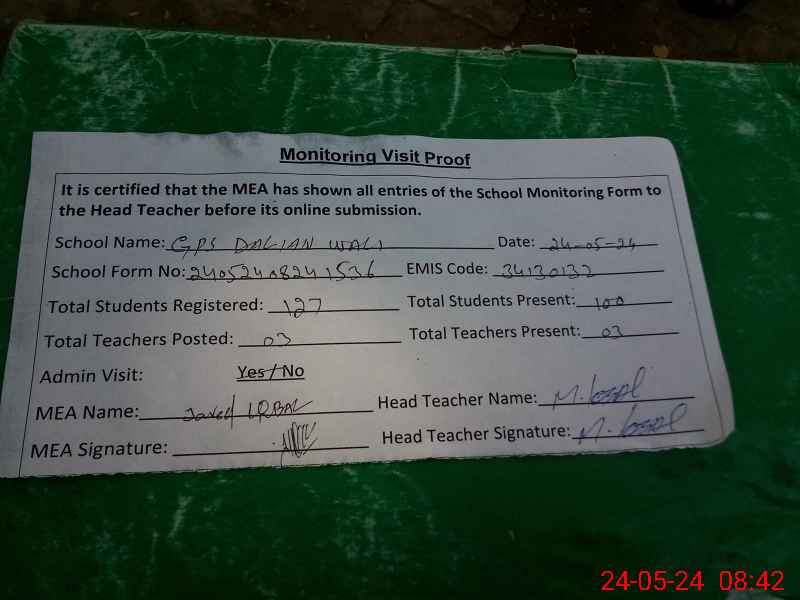 Monitoring Visit Proof
It is certified that the MEA has shown all entries of the School Monitoring Form to
the Head Teacher before its online submission.
School Name: GPS DALIAN WALI Date: 24-05-24
School Form No: EMIS Code: 34130132
Total Students Registered: 127 Total Students Present: 100
Total Teachers Posted: 03 Total Teachers Present: 03
Admin Visit: Yes/No
MEA Name: Javed IQBAL Head Teacher Name: M.
MEA Signature: Head Teacher Signature: M.
24-05-24 08:42